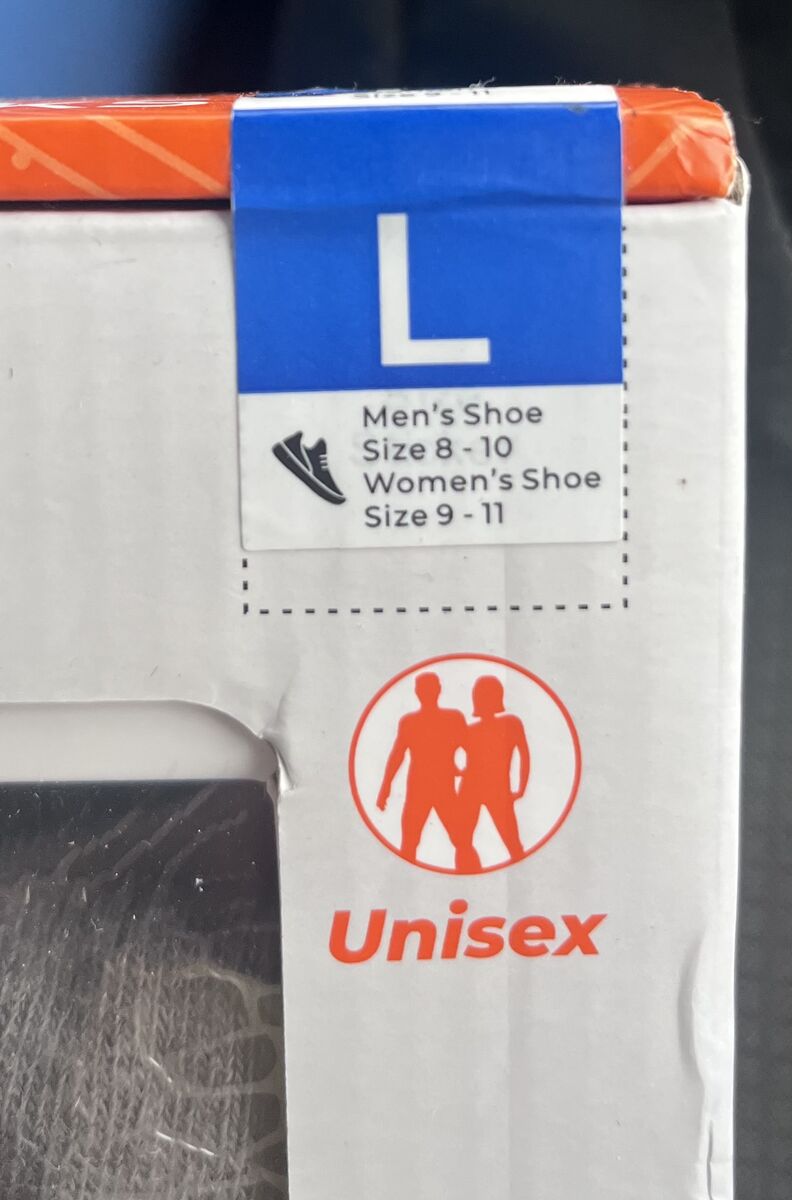 L
Men's Shoe
Size 8 - 10
Women's Shoe
Size 9 - 11
Unisex